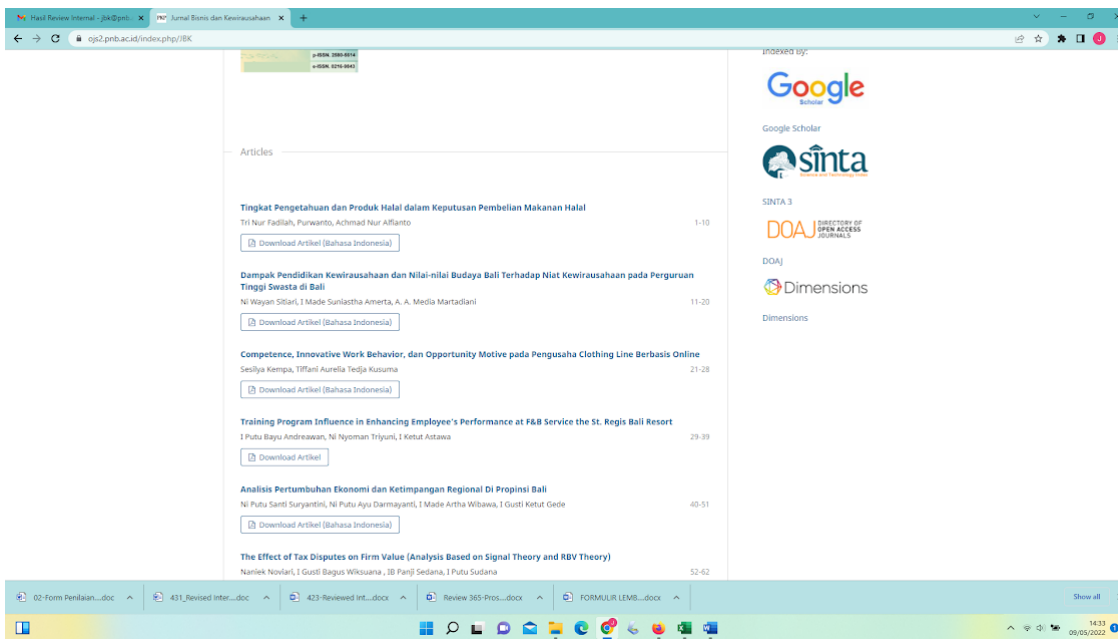 Hasil Review Internal - jbk@pnb.
Jurnal Bisnis dan Kewirausahaan
ojs2.pnb.ac.id/index.php/JBK
J
p-ISSN. 2580-5614
e-ISSN. 0216-9843
Articles
Tingkat Pengetahuan dan Produk Halal dalam Keputusan Pembelian Makanan Halal
Tri Nur Fadilah, Purwanto, Achmad Nur Alfianto 1-10
Download Artikel (Bahasa Indonesia)
Dampak Pendidikan Kewirausahaan dan Nilai-nilai Budaya Bali Terhadap Niat Kewirausahaan pada Perguruan
Tinggi Swasta di Bali
Ni Wayan Sitiari, I Made Suniastha Amerta, A. A. Media Martadiani 11-20
Download Artikel (Bahasa Indonesia)
Competence, Innovative Work Behavior, dan Opportunity Motive pada Pengusaha Clothing Line Berbasis Online
Sesilya Kempa, Tiffani Aurelia Tedja Kusuma 21-28
Download Artikel (Bahasa Indonesia)
Training Program Influence in Enhancing Employee's Performance at F&B Service the St. Regis Bali Resort
I Putu Bayu Andreawan, Ni Nyoman Triyuni, I Ketut Astawa 29-39
Download Artikel
Analisis Pertumbuhan Ekonomi dan Ketimpangan Regional Di Propinsi Bali
Ni Putu Santi Suryantini, Ni Putu Ayu Darmayanti, I Made Artha Wibawa, I Gusti Ketut Gede 40-51
Download Artikel (Bahasa Indonesia)
The Effect of Tax Disputes on Firm Value (Analysis Based on Signal Theory and RBV Theory)
Naniek Noviari, I Gusti Bagus Wiksuana , IB Panji Sedana, I Putu Sudana 52-62
Indexed By:
Google
Scholar
Google Scholar
sinta
Science and Technology Index
SINTA 3
DOAJ DIRECTORY OF
OPEN ACCESS
JOURNALS
DOAJ
Dimensions
Dimensions
02-Form Penilaian....doc
431_Revised Inter....doc
423-Reviewed Int....docx
Review 365-Pros....docx
FORMULIR LEMB....docx
Show all
14:33
09/05/2022